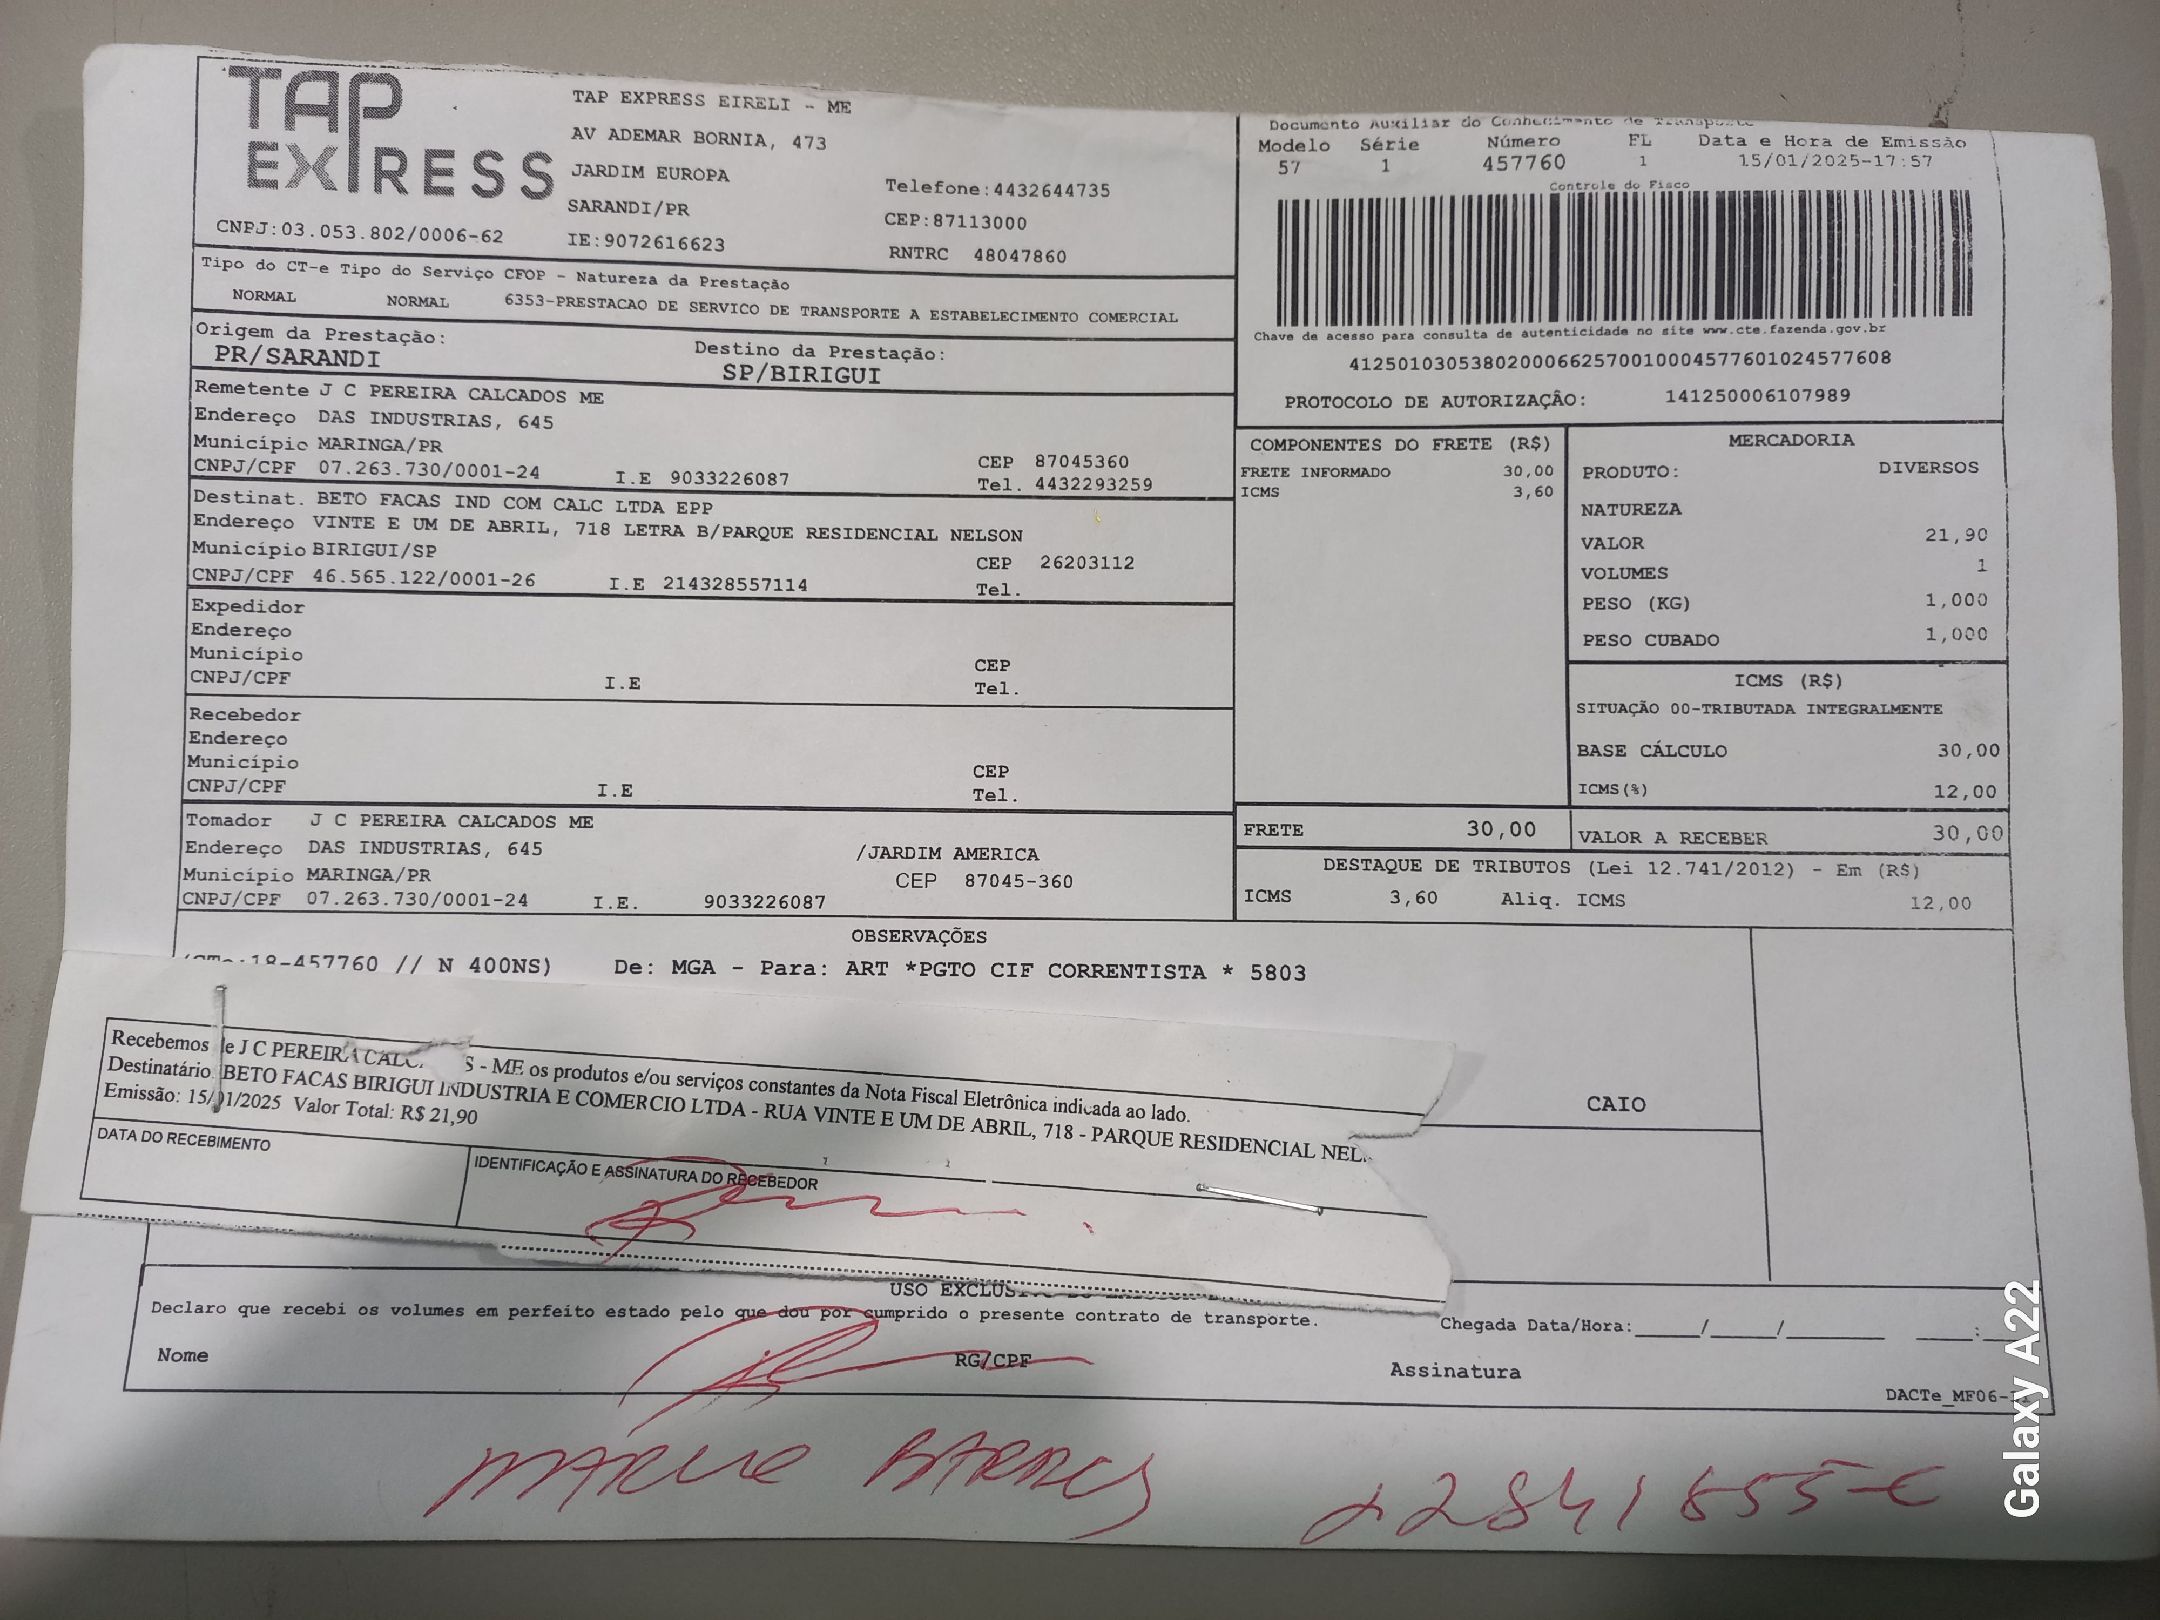 TAP EXPRESS
TAP EXPRESS EIRELI - ME
AV ADEMAR BORNIA, 473
JARDIM EUROPA
SARANDI/PR
IE:9072616623
Telefone:4432644735
CEP:87113000
RNTRC 48047860
CNPJ:03.053.802/0006-62
Documento Auxiliar do Conhecimento de Transporte
Modelo Série Número FL Data e Hora de Emissão
57 1 457760 1 15/01/2025-17:57
Controle do Fisco
Chave de acesso para consulta de autenticidade no site www.cte.fazenda.gov.br
41250103053802000662570010004577601024577608
PROTOCOLO DE AUTORIZAÇÃO: 141250006107989
Tipo do CT-e Tipo do Serviço CFOP - Natureza da Prestação
NORMAL NORMAL 6353-PRESTACAO DE SERVICO DE TRANSPORTE A ESTABELECIMENTO COMERCIAL
Origem da Prestação: Destino da Prestação:
PR/SARANDI SP/BIRIGUI
Remetente J C PEREIRA CALCADOS ME
Endereço DAS INDUSTRIAS, 645
Município MARINGA/PR CEP 87045360
CNPJ/CPF 07.263.730/0001-24 I.E 9033226087 Tel. 4432293259
Destinat. BETO FACAS IND COM CALC LTDA EPP
Endereço VINTE E UM DE ABRIL, 718 LETRA B/PARQUE RESIDENCIAL NELSON
Município BIRIGUI/SP CEP 26203112
CNPJ/CPF 46.565.122/0001-26 I.E 214328557114 Tel.
Expedidor
Endereço
Município CEP
CNPJ/CPF I.E Tel.
Recebedor
Endereço
Município CEP
CNPJ/CPF I.E Tel.
Tomador J C PEREIRA CALCADOS ME
Endereço DAS INDUSTRIAS, 645 /JARDIM AMERICA
Município MARINGA/PR CEP 87045-360
CNPJ/CPF 07.263.730/0001-24 I.E. 9033226087
COMPONENTES DO FRETE (R$)
FRETE INFORMADO 30,00
ICMS 3,60
MERCADORIA
PRODUTO: DIVERSOS
NATUREZA
VALOR 21,90
VOLUMES 1
PESO (KG) 1,000
PESO CUBADO 1,000
ICMS (R$)
SITUAÇÃO 00-TRIBUTADA INTEGRALMENTE
BASE CÁLCULO 30,00
ICMS(%) 12,00
FRETE 30,00 VALOR A RECEBER 30,00
DESTAQUE DE TRIBUTOS (Lei 12.741/2012) - Em (R$)
ICMS 3,60 Aliq. ICMS 12,00
OBSERVAÇÕES
18-457760 // N 400NS) De: MGA - Para: ART *PGTO CIF CORRENTISTA * 5803
CAIO
Recebemos de J C PEREIRA - ME os produtos e/ou serviços constantes da Nota Fiscal Eletrônica indicada ao lado.
Destinatário BETO FACAS BIRIGUI INDUSTRIA E COMERCIO LTDA - RUA VINTE E UM DE ABRIL, 718 - PARQUE RESIDENCIAL NEL
Emissão: 15/01/2025 Valor Total: R$ 21,90
DATA DO RECEBIMENTO IDENTIFICAÇÃO E ASSINATURA DO RECEBEDOR
USO
Declaro que recebi os volumes em perfeito estado pelo que dou por cumprido o presente contrato de transporte.
Chegada Data/Hora:_____/_____/_______ ____:
Nome RG/CPF Assinatura
DACTe_MF06-
Galaxy A22